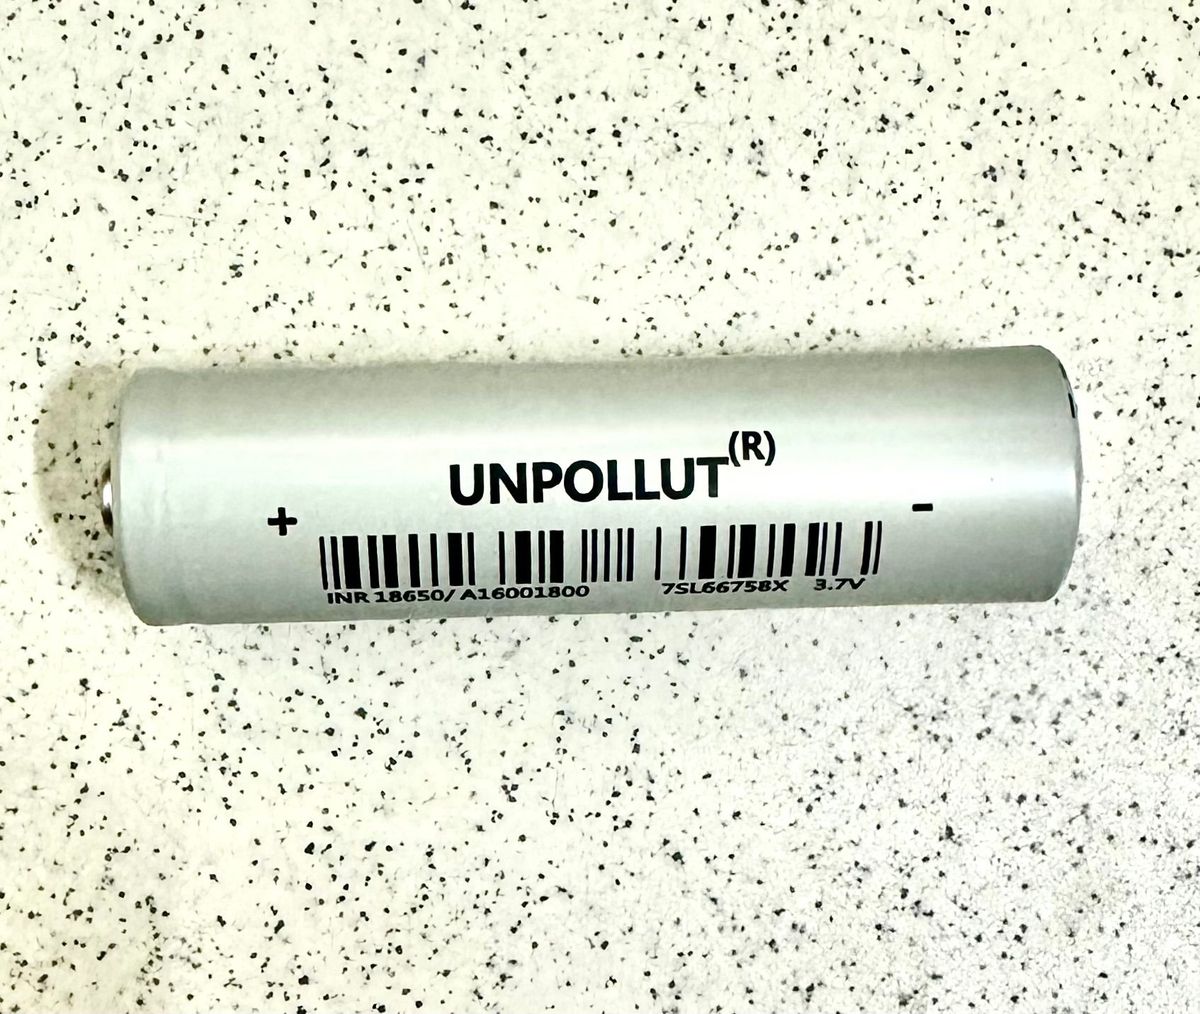 UNPOLLUT(R)
+ -
INR 18650/ A16001800 7SL66758X 3.7V